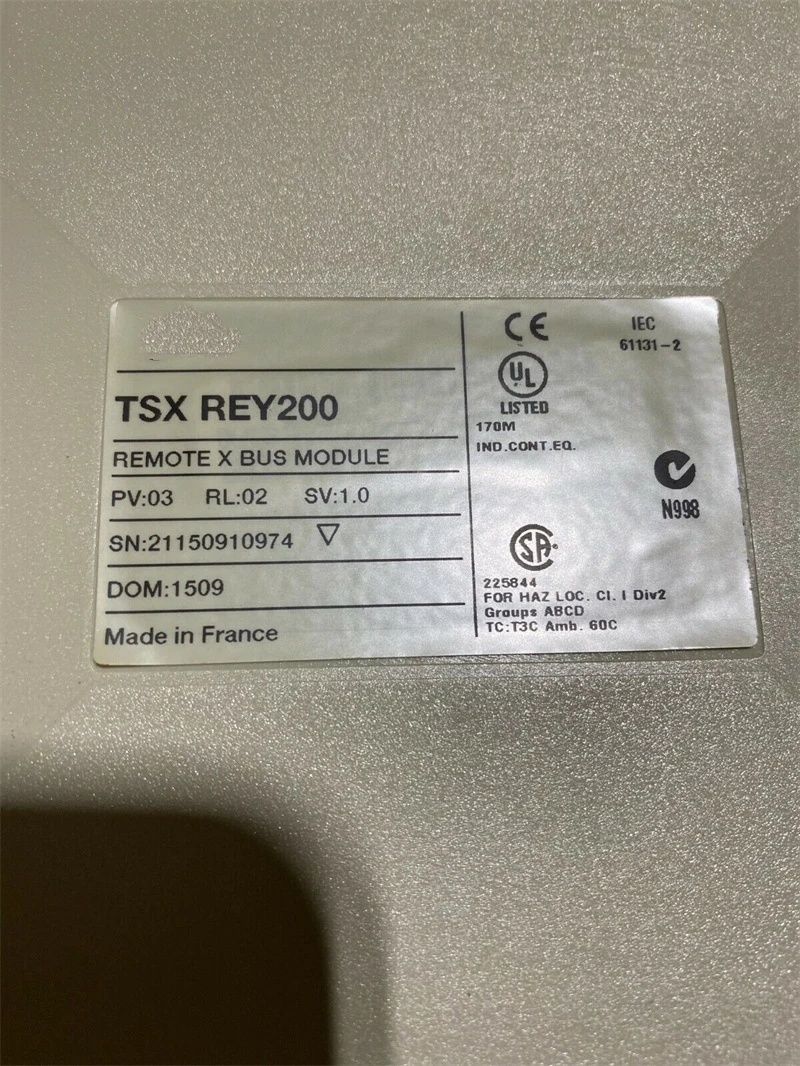 TSX REY200
REMOTE X BUS MODULE
PV:03 RL:02 SV:1.0
SN:21150910974
DOM:1509
Made in France
CE
IEC
61131-2
UL
LISTED
170M
IND.CONT.EQ.
N998
SA
225844
FOR HAZ LOC. Cl. I Div2
Groups ABCD
TC:T3C Amb. 60C